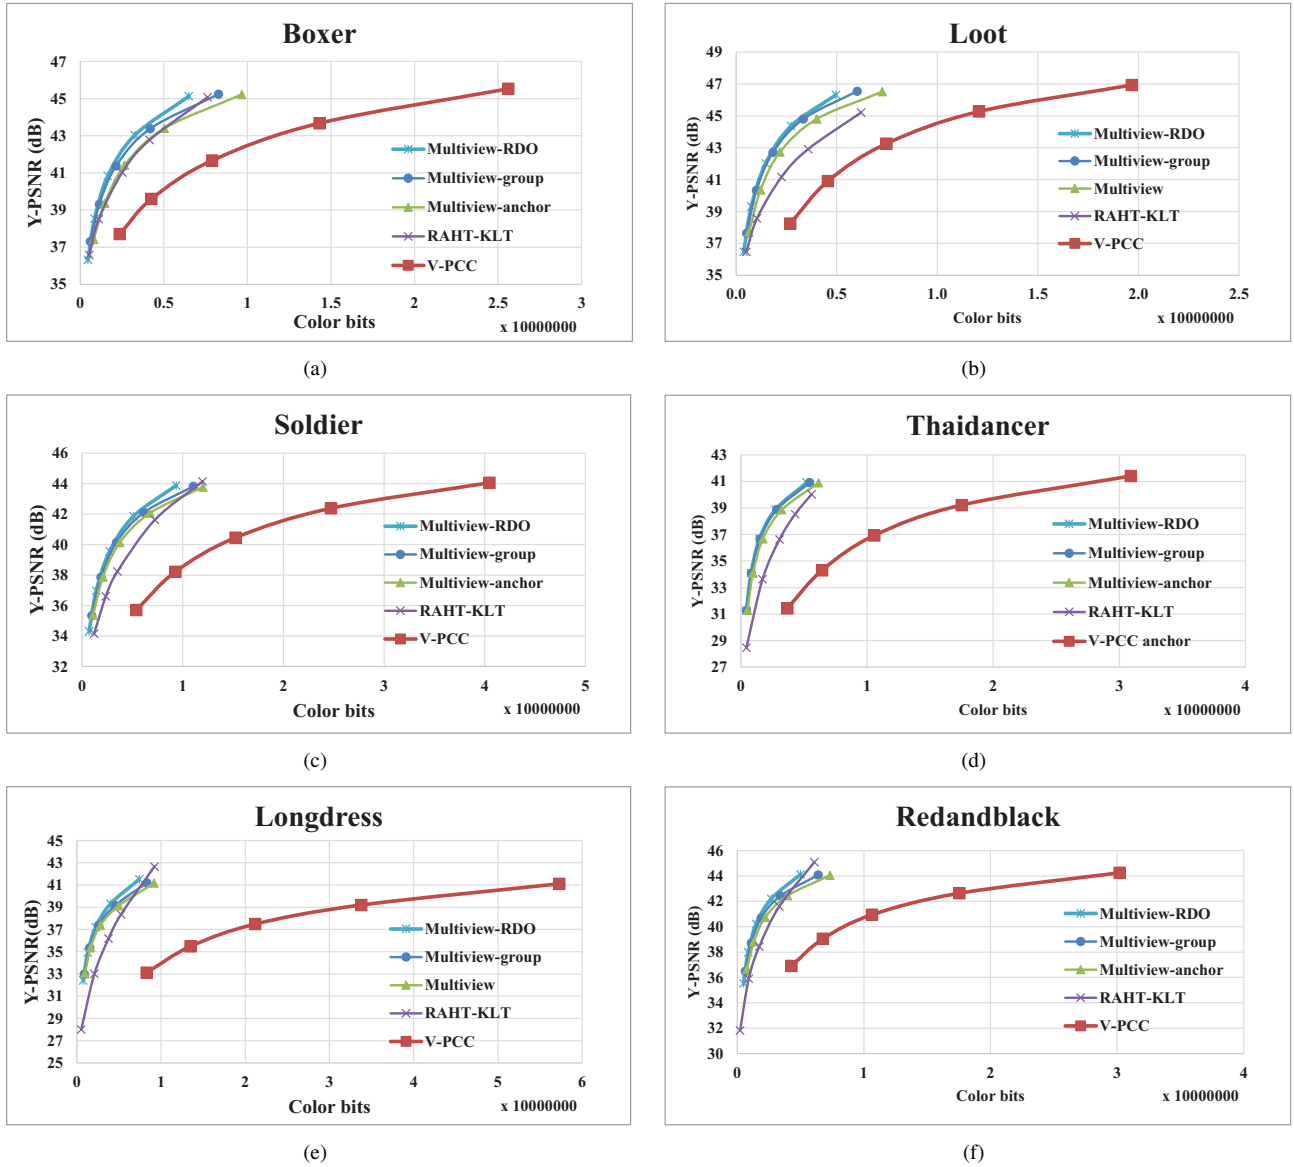 Boxer
47
45
43
41
39
37
35
Y-PSNR (dB)
0 0.5 1 1.5 2 2.5 3
Color bits
x 10000000
Multiview-RDO
Multiview-group
Multiview-anchor
RAHT-KLT
V-PCC
(a)
Loot
49
47
45
43
41
39
37
35
Y-PSNR (dB)
0.0 0.5 1.0 1.5 2.0 2.5
Color bits
x 10000000
Multiview-RDO
Multiview-group
Multiview
RAHT-KLT
V-PCC
(b)
Soldier
46
44
42
40
38
36
34
32
Y-PSNR (dB)
0 1 2 3 4 5
Color bits
x 10000000
Multiview-RDO
Multiview-group
Multiview-anchor
RAHT-KLT
V-PCC
(c)
Thaidancer
43
41
39
37
35
33
31
29
27
Y-PSNR (dB)
0 1 2 3 4
Color bits
x 10000000
Multiview-RDO
Multiview-group
Multiview-anchor
RAHT-KLT
V-PCC anchor
(d)
Longdress
45
43
41
39
37
35
33
31
29
27
25
Y-PSNR(dB)
0 1 2 3 4 5 6
Color bits
x 10000000
Multiview-RDO
Multiview-group
Multiview
RAHT-KLT
V-PCC
(e)
Redandblack
46
44
42
40
38
36
34
32
30
Y-PSNR (dB)
0 1 2 3 4
Color bits
x 10000000
Multiview-RDO
Multiview-group
Multiview-anchor
RAHT-KLT
V-PCC
(f)